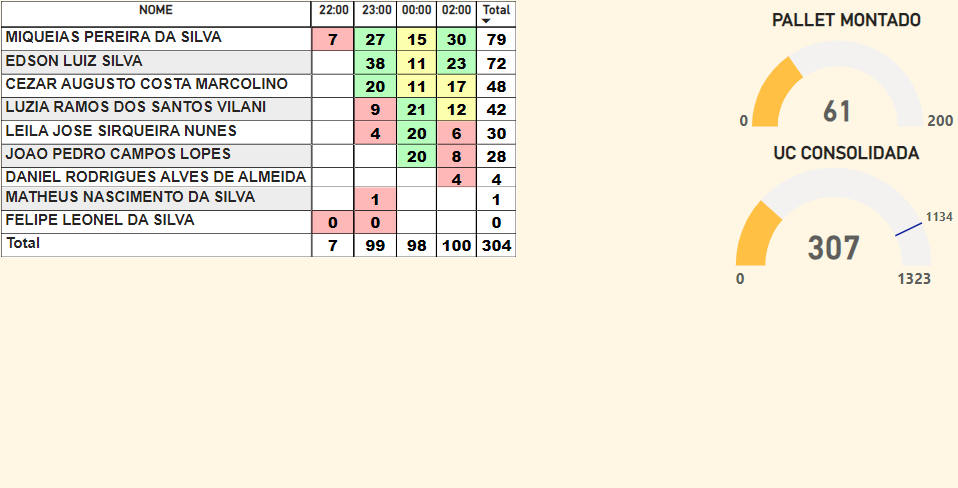 NOME 22:00 23:00 00:00 02:00 Total
MIQUEIAS PEREIRA DA SILVA 7 27 15 30 79
EDSON LUIZ SILVA 38 11 23 72
CEZAR AUGUSTO COSTA MARCOLINO 20 11 17 48
LUZIA RAMOS DOS SANTOS VILANI 9 21 12 42
LEILA JOSE SIRQUEIRA NUNES 4 20 6 30
JOAO PEDRO CAMPOS LOPES 20 8 28
DANIEL RODRIGUES ALVES DE ALMEIDA 4 4
MATHEUS NASCIMENTO DA SILVA 1 1
FELIPE LEONEL DA SILVA 0 0 0
Total 7 99 98 100 304
PALLET MONTADO
61
0 200
UC CONSOLIDADA
1134
307
0 1323